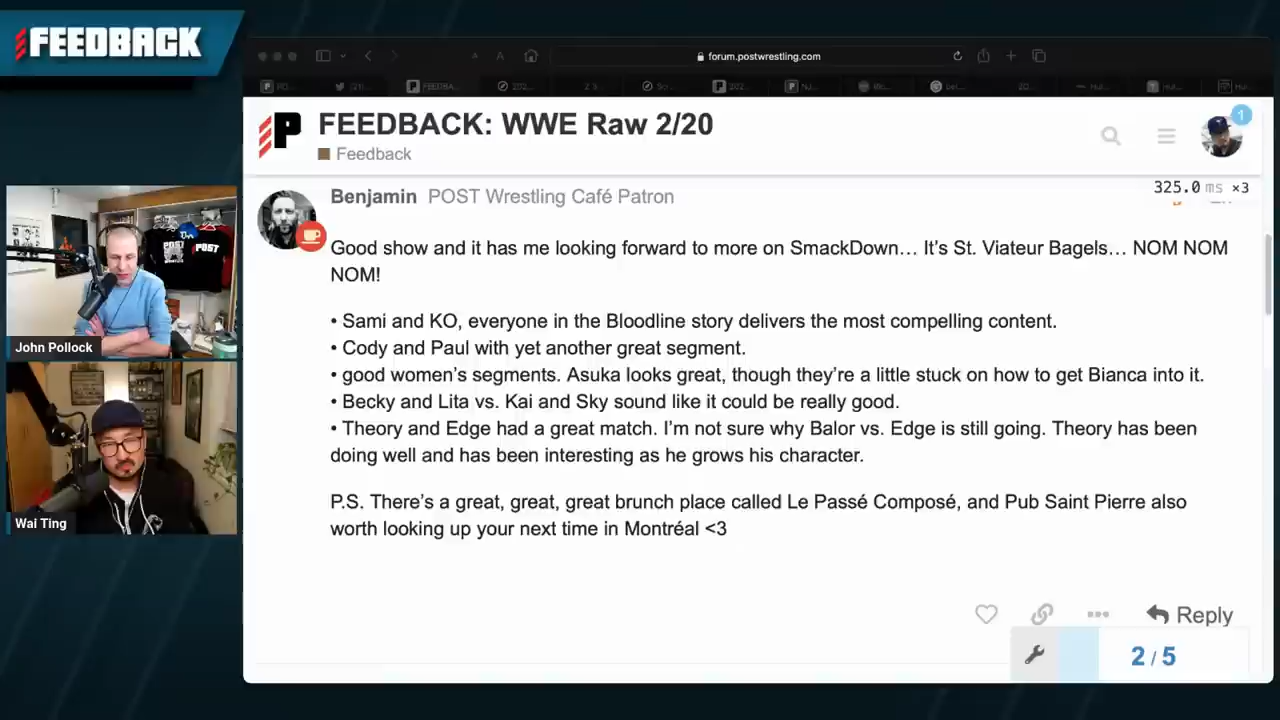 FEEDBACK
forum.postwrestling.com
FEEDBACK: WWE Raw 2/20
Feedback
1
325.0 ms ×3
Benjamin POST Wrestling Café Patron
Good show and it has me looking forward to more on SmackDown… It’s St. Viateur Bagels… NOM NOM
NOM!
• Sami and KO, everyone in the Bloodline story delivers the most compelling content.
• Cody and Paul with yet another great segment.
• good women’s segments. Asuka looks great, though they’re a little stuck on how to get Bianca into it.
• Becky and Lita vs. Kai and Sky sound like it could be really good.
• Theory and Edge had a great match. I’m not sure why Balor vs. Edge is still going. Theory has been
doing well and has been interesting as he grows his character.
P.S. There’s a great, great, great brunch place called Le Passé Composé, and Pub Saint Pierre also
worth looking up your next time in Montréal <3
Reply
2 / 5
POST
POST
John Pollock
Wai Ting